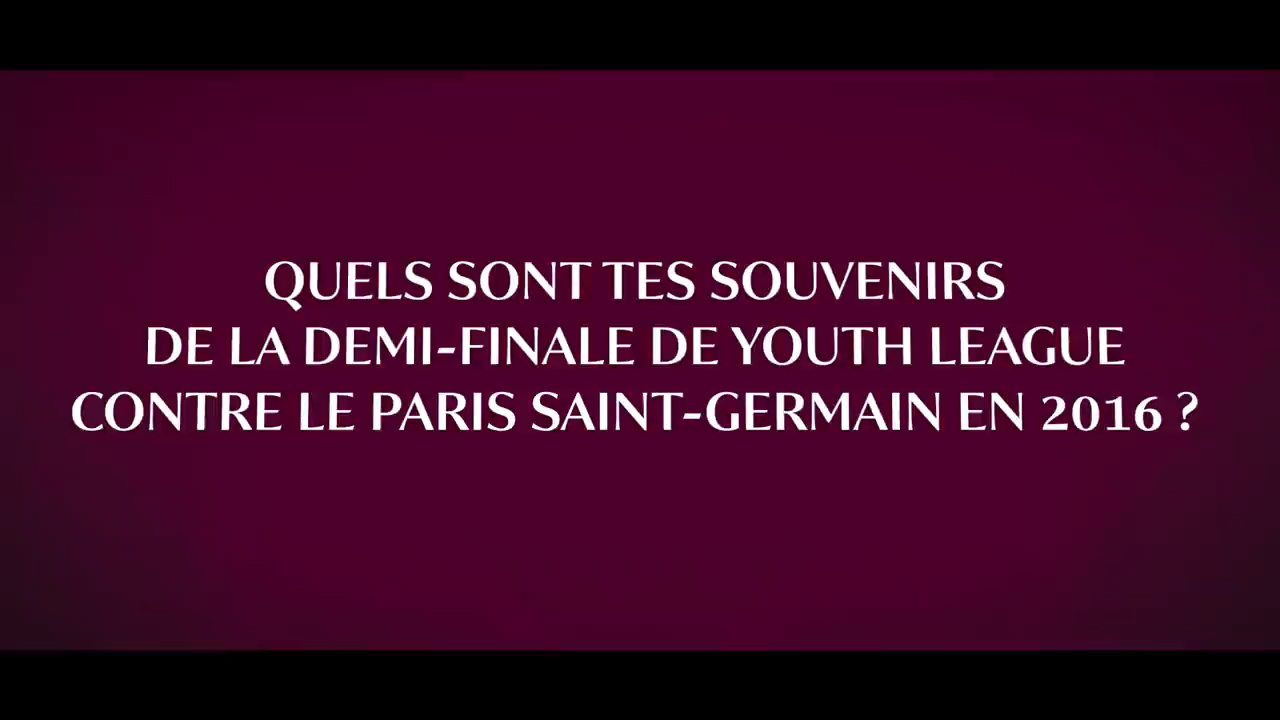 QUELS SONT TES SOUVENIRS
DE LA DEMI-FINALE DE YOUTH LEAGUE
CONTRE LE PARIS SAINT-GERMAIN EN 2016 ?